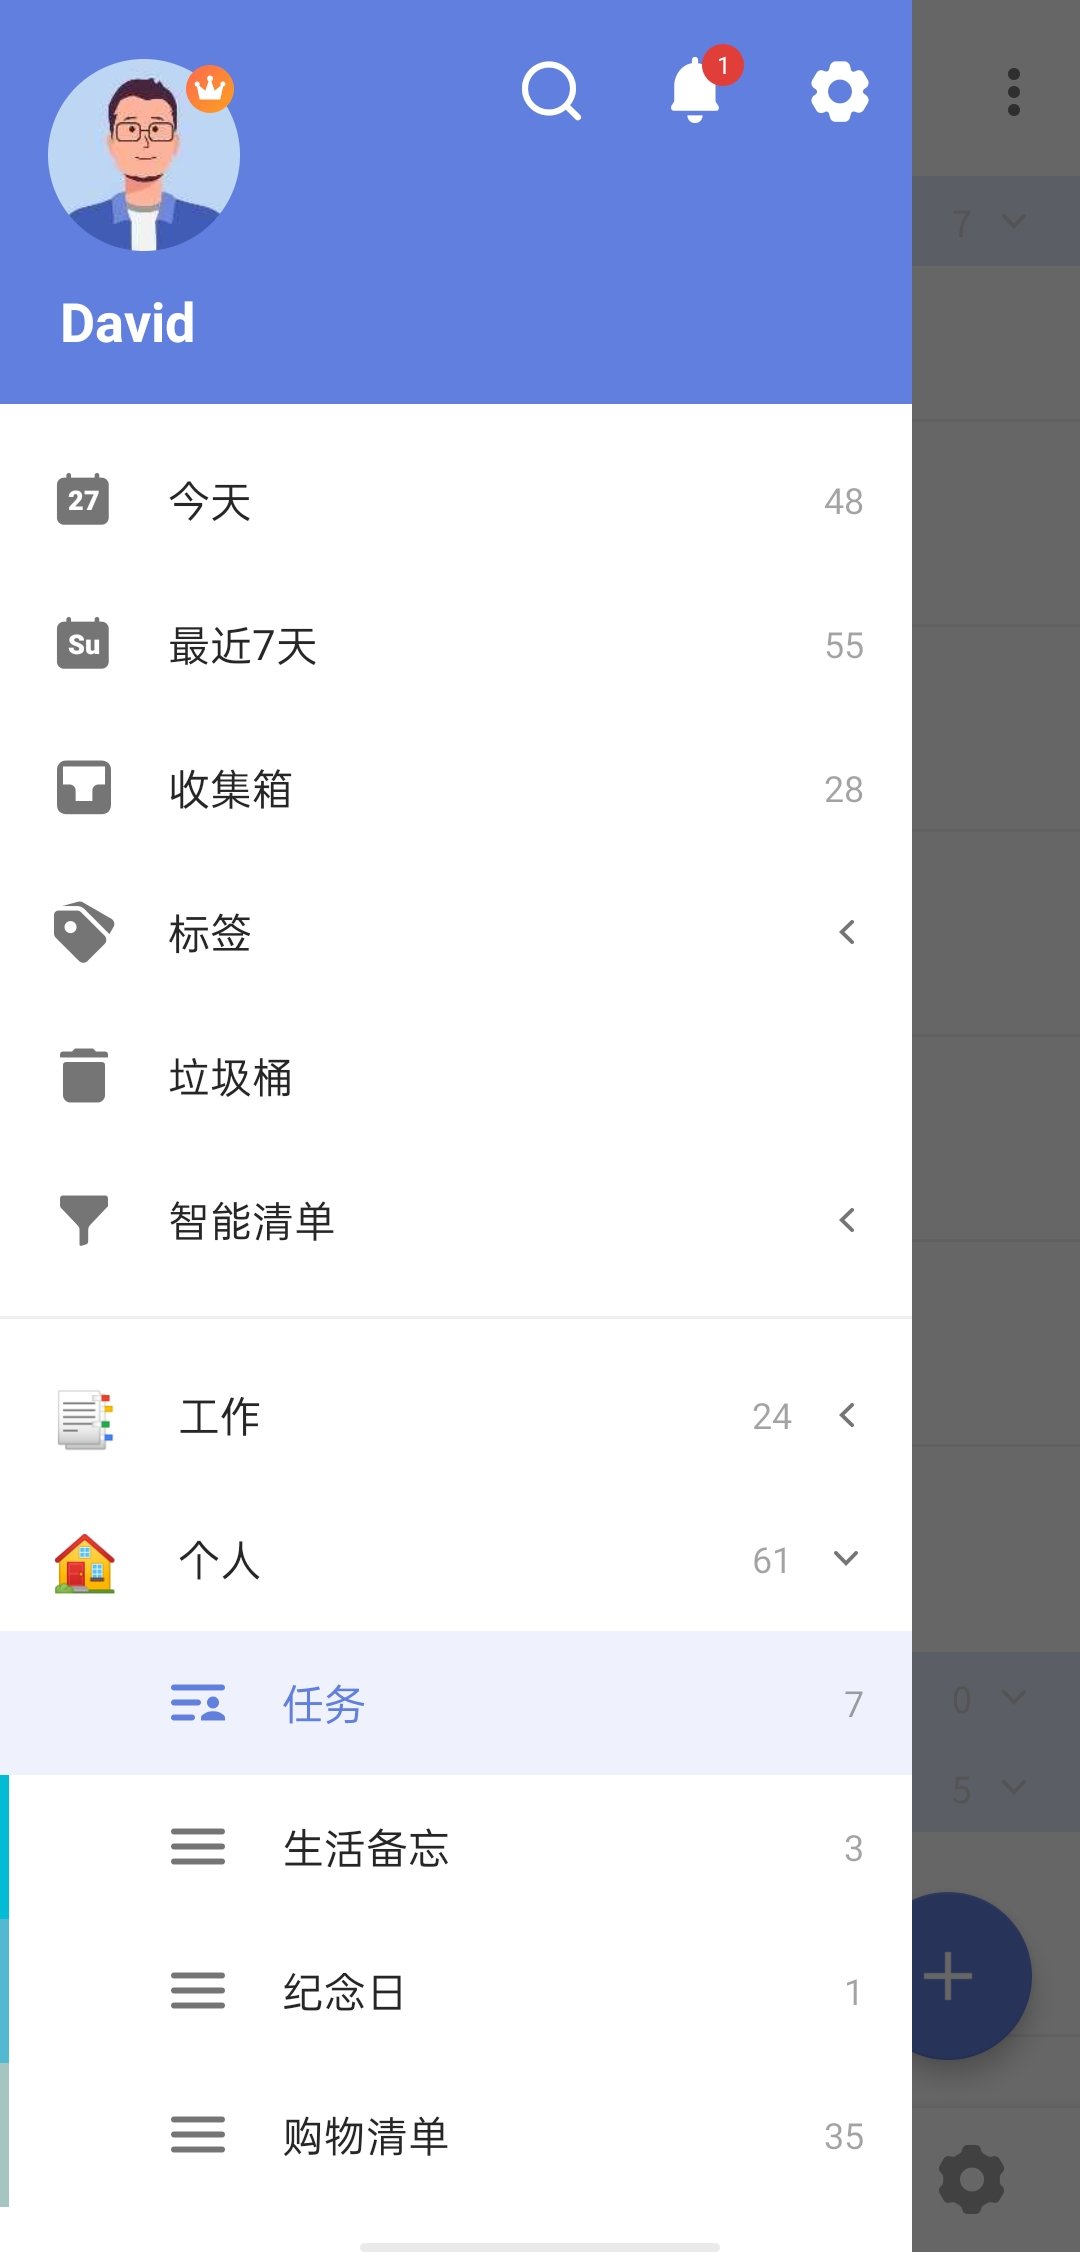 1
David
7
27 今天 48
Su 最近7天 55
收集箱 28
标签
垃圾桶
智能清单
工作 24
个人 61
任务 7
0
生活备忘 3
5
纪念日 1
购物清单 35